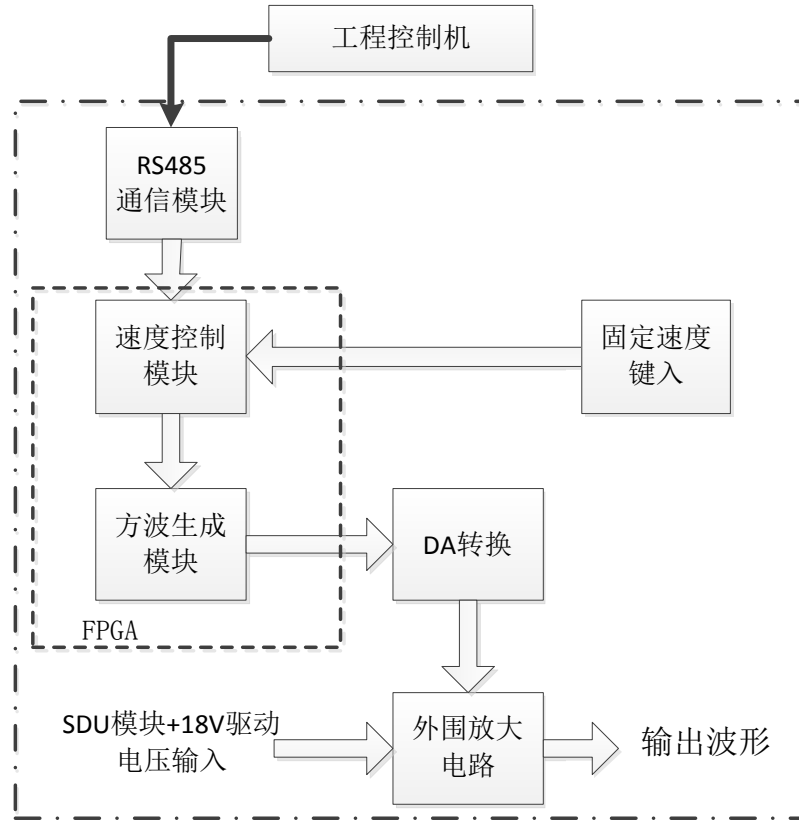 工程控制机
RS485
通信模块
速度控制
模块
固定速度
键入
方波生成
模块
DA转换
FPGA
SDU模块+18V驱动
电压输入
外围放大
电路
输出波形